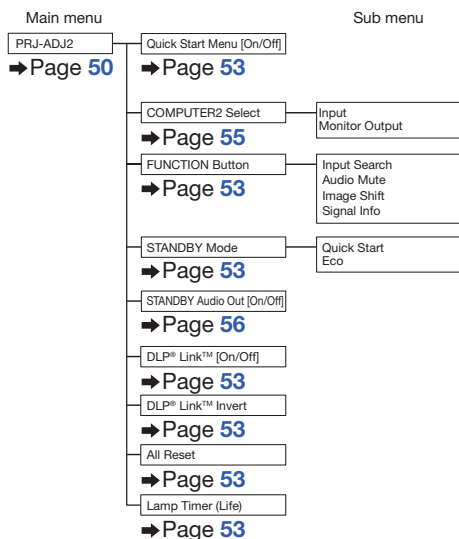 Main menu
Sub menu
PRJ-ADJ2
➡Page 50
Quick Start Menu [On/Off]
➡Page 53
COMPUTER2 Select
➡Page 55
Input
Monitor Output
FUNCTION Button
➡Page 53
Input Search
Audio Mute
Image Shift
Signal Info
STANDBY Mode
➡Page 53
Quick Start
Eco
STANDBY Audio Out [On/Off]
➡Page 56
DLP® Link™ [On/Off]
➡Page 53
DLP® Link™ Invert
➡Page 53
All Reset
➡Page 53
Lamp Timer (Life)
➡Page 53